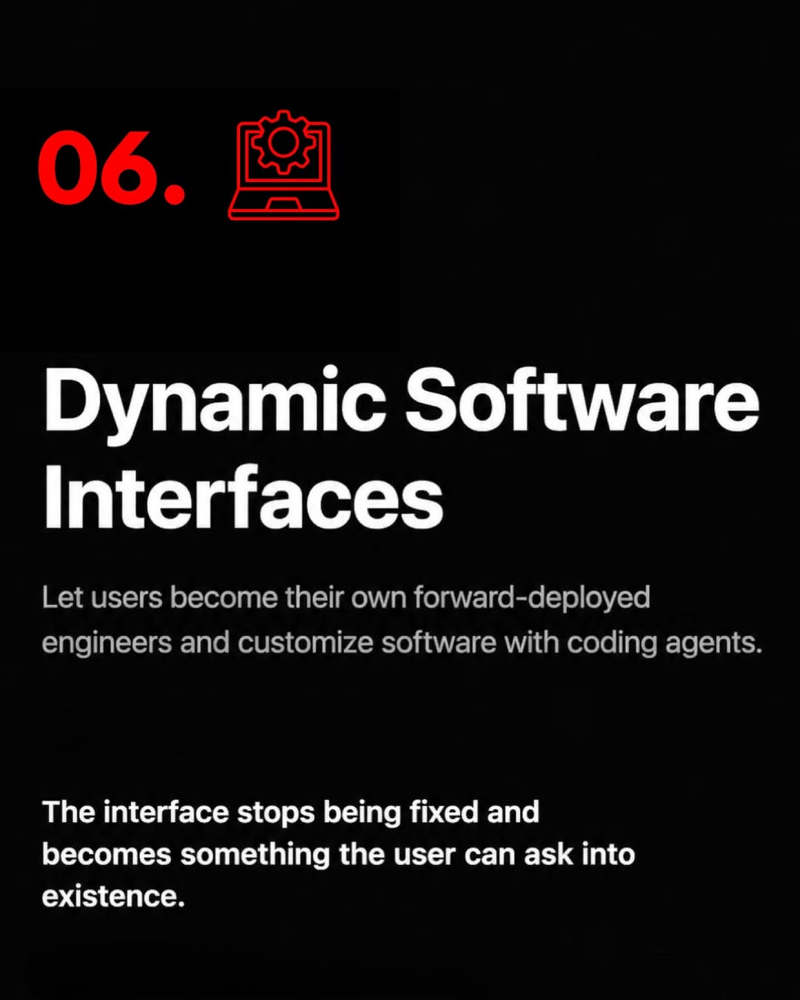 06.
Dynamic Software
Interfaces
Let users become their own forward-deployed
engineers and customize software with coding agents.
The interface stops being fixed and
becomes something the user can ask into
existence.